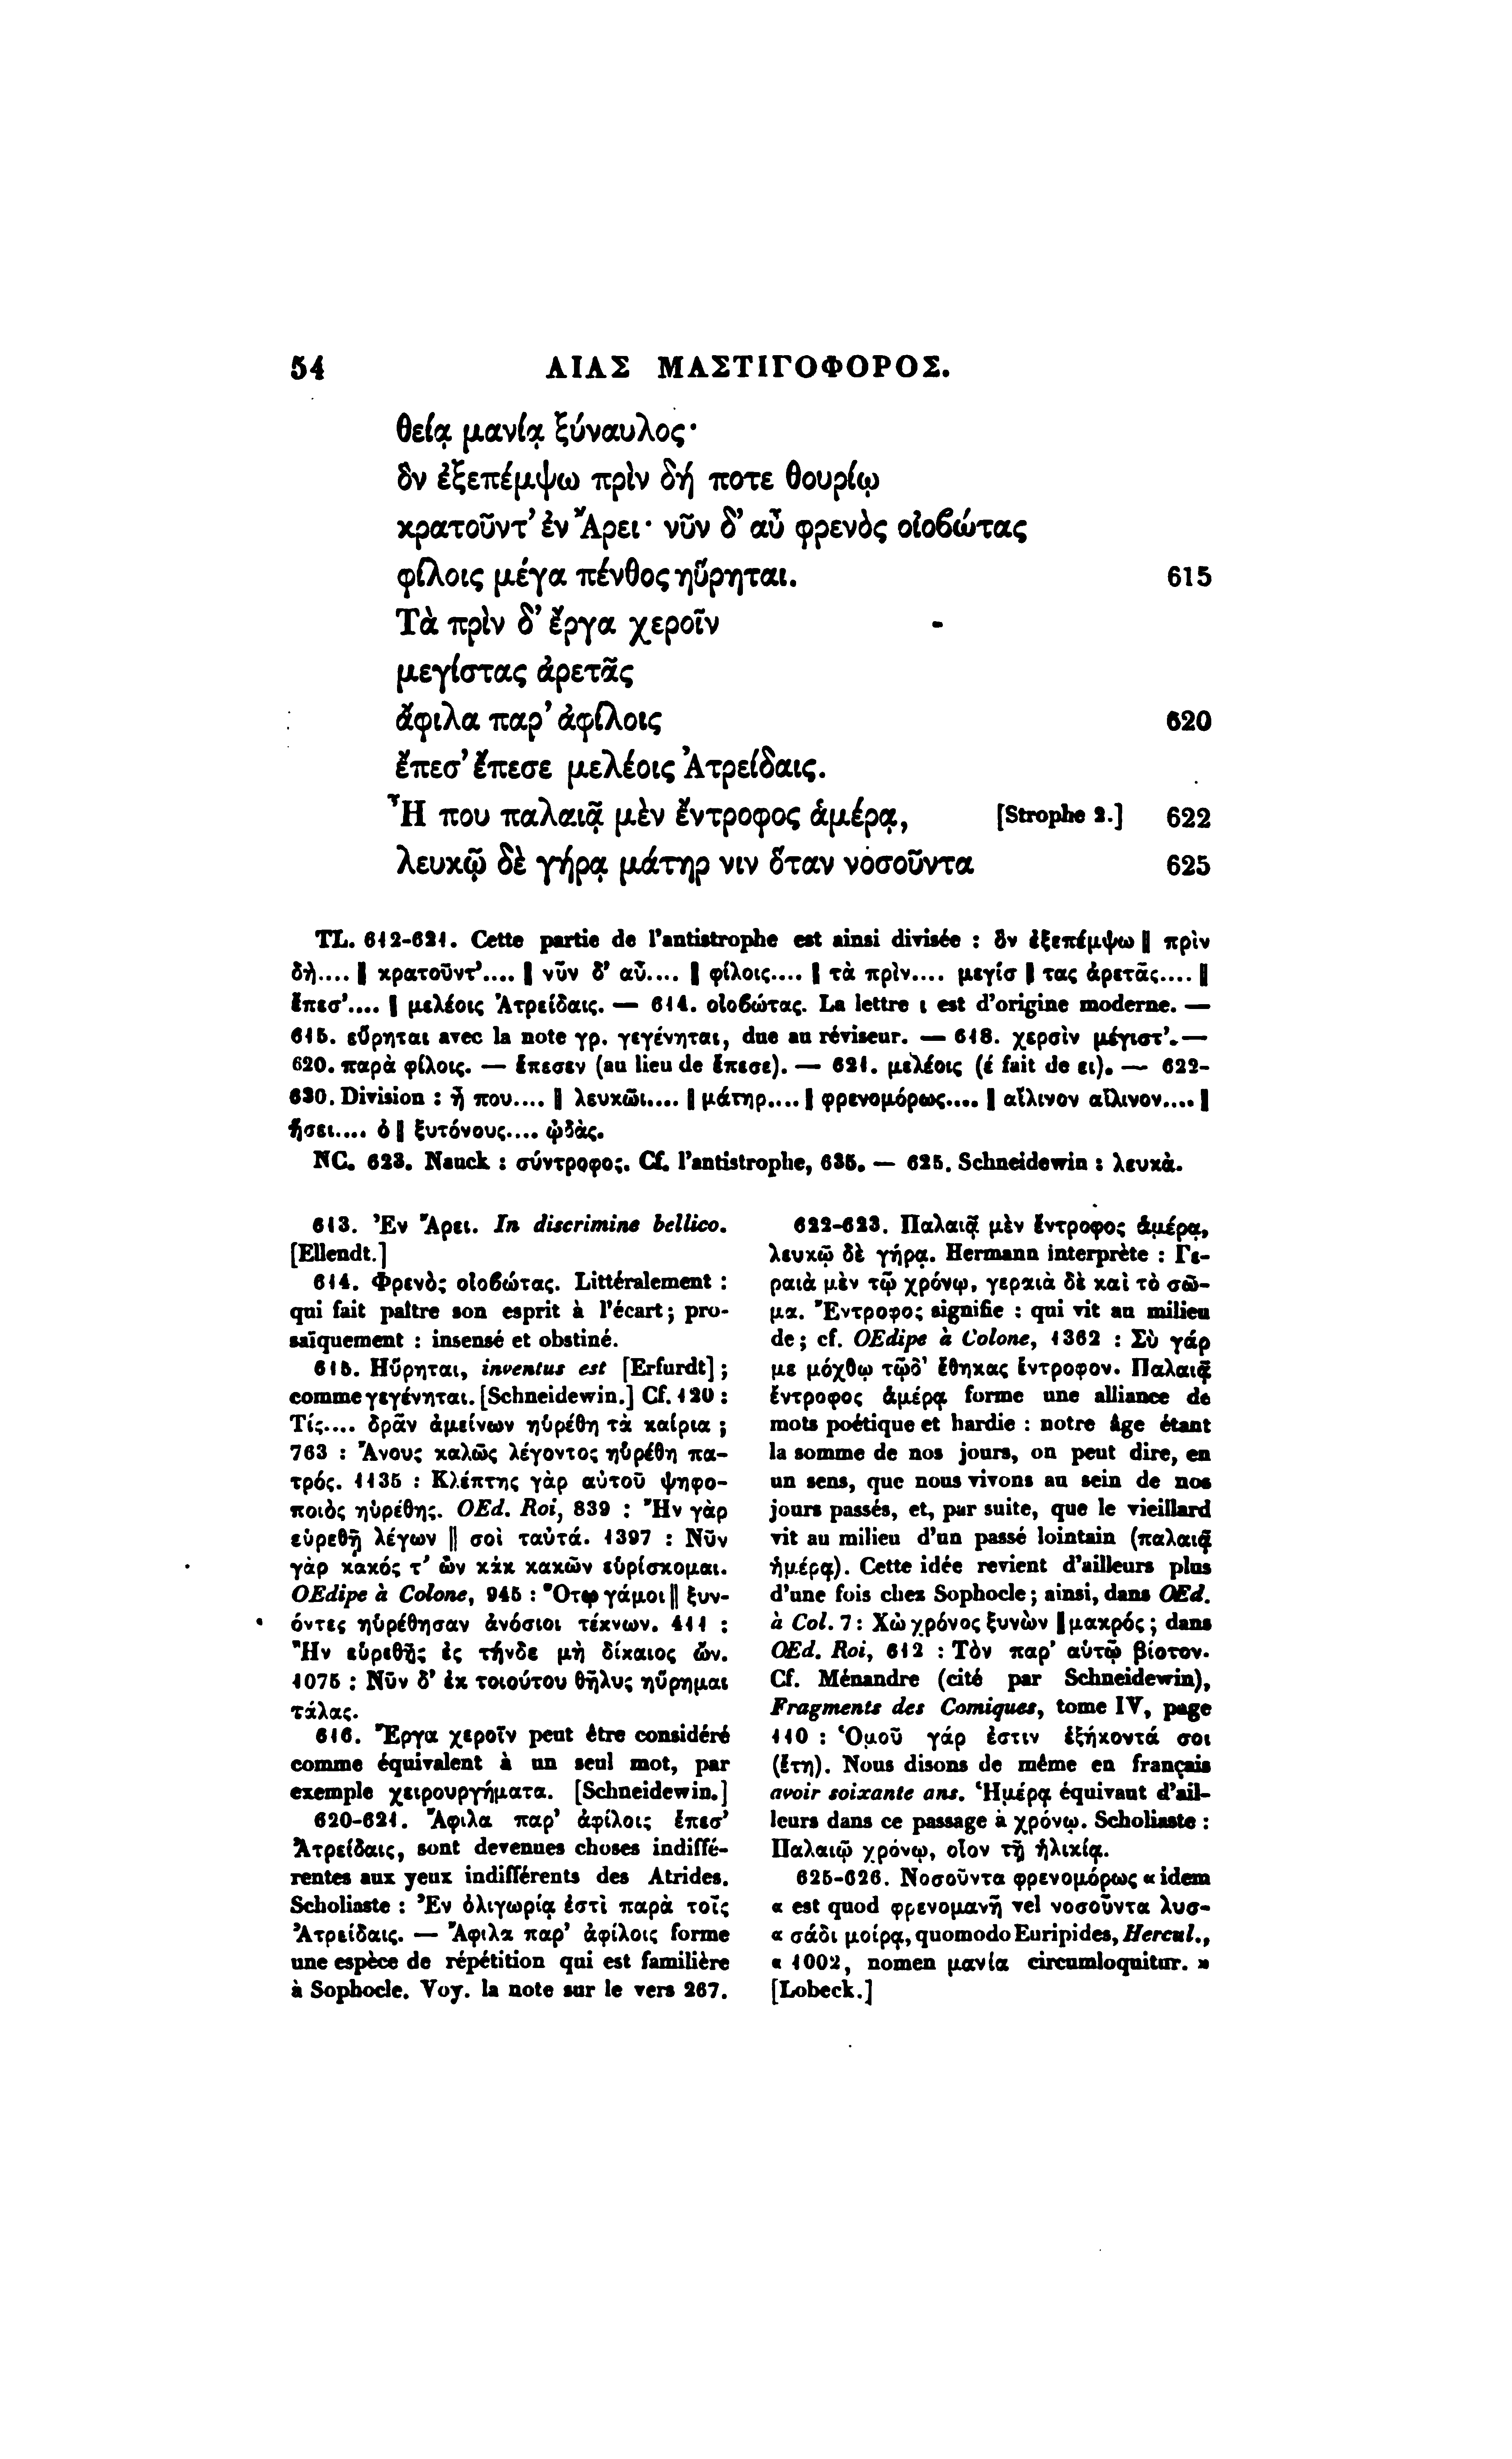 54 ΑΙΑΣ ΜΑΣΤΙΓΟΦΟΡΟΣ.
θείᾳ μανίᾳ ξύναυλος·
ὃν ἐξεπέμψω πρὶν δή ποτε θουρίῳ
κρατοῦντ’ ἐν Ἄρει· νῦν δ’ αὖ φρενὸς οἰοβώτας
φίλοις μέγα πένθος ηὕρηται. 615
Τὰ πρὶν δ’ ἔργα χεροῖν
μεγίστας ἀρετᾶς
ἄφιλα παρ’ ἀφίλοις 620
ἔπεσ’ ἔπεσε μελέοις Ἀτρείδαις.
Ἦ που παλαιᾷ μὲν ἔντροφος ἁμέρᾳ, [Strophe 2.] 622
λευκῷ δὲ γήρᾳ μάτηρ νιν ὅταν νοσοῦντα 625
TL. 612-621. Cette partie de l’antistrophe est ainsi divisée : ὃν ἐξεπέμψω || πρὶν
δὴ.... || κρατοῦντ’.... || νῦν δ’ αὖ.... || φίλοις.... || τὰ πρὶν.... μεγίσ || τας ἀρετᾶς.... ||
ἔπεσ’.... || μελέοις Ἀτρείδαις. — 614. οἰοβώτας. La lettre ι est d’origine moderne. —
615. εὕρηται avec la note γρ. γεγένηται, due au réviseur. — 618. χερσὶν μέγιστ’. —
620. παρὰ φίλοις. — ἔπεσεν (au lieu de ἔπεσε). — 621. μελέοις (έ fait de ει). — 622-
630. Division : ἦ που.... || λευκῶι.... || μάτηρ.... || φρενομόρως.... || αἴλινον αἴλινον.... ||
ἥσει.... ὁ || ξυτόνους.... ᾠδὰς.
NC. 623. Nauck : σύντροφος. Cf. l’antistrophe, 635. — 625. Schneidewin : λευκὰ.
613. Ἐν Ἄρει. In discrimine bellico.
[Ellendt.]
614. Φρενὸς οἰοβώτας. Littéralement :
qui fait paître son esprit à l’écart; pro-
saïquement : insensé et obstiné.
615. Ηὕρηται, inventus est [Erfurdt] ;
comme γεγένηται. [Schneidewin.] Cf. 120 :
Τίς.... δρᾶν ἀμείνων ηὑρέθη τὰ καίρια ;
763 : Ἄνους καλῶς λέγοντος ηὑρέθη πα-
τρός. 1135 : Κλέπτης γὰρ αὐτοῦ ψηφο-
ποιὸς ηὑρέθης. OEd. Roi, 839 : Ἢν γὰρ
εὑρεθῇ λέγων || σοὶ ταὐτά. 1397 : Νῦν
γὰρ κακός τ’ ὢν κἀκ κακῶν εὑρίσκομαι.
OEdipe à Colone, 945 : Ὅτῳ γάμοι || ξυν-
όντες ηὑρέθησαν ἀνόσιοι τέκνων. 411 :
Ἢν εὑρεθῇς ἐς τήνδε μὴ δίκαιος ὤν.
1075 : Νῦν δ’ ἐκ τοιούτου θῆλυς ηὕρημαι
τάλας.
616. Ἔργα χεροῖν peut être considéré
comme équivalent à un seul mot, par
exemple χειρουργήματα. [Schneidewin.]
620-621. Ἄφιλα παρ’ ἀφίλοις ἔπεσ’
Ἀτρείδαις, sont devenues choses indiffé-
rentes aux yeux indifférents des Atrides.
Scholiaste : Ἐν ὀλιγωρίᾳ ἐστὶ παρὰ τοῖς
Ἀτρείδαις. — Ἄφιλα παρ’ ἀφίλοις forme
une espèce de répétition qui est familière
à Sophocle. Voy. la note sur le vers 267.
622-623. Παλαιᾷ μὲν ἔντροφος ἁμέρᾳ,
λευκῷ δὲ γήρᾳ. Hermann interprète : Γε-
ραιὰ μὲν τῷ χρόνῳ, γεραιὰ δὲ καὶ τὸ σῶ-
μα. Ἔντροφος signifie : qui vit au milieu
de; cf. OEdipe à Colone, 1362 : Σὺ γάρ
με μόχθῳ τῷδ’ ἔθηκας ἔντροφον. Παλαιᾷ
ἔντροφος ἁμέρᾳ forme une alliance de
mots poétique et hardie : notre âge étant
la somme de nos jours, on peut dire, en
un sens, que nous vivons au sein de nos
jours passés, et, par suite, que le vieillard
vit au milieu d’un passé lointain (παλαιᾷ
ἡμέρᾳ). Cette idée revient d’ailleurs plus
d’une fois chez Sophocle; ainsi, dans OEd.
à Col. 7 : Χὠ χρόνος ξυνὼν || μακρός ; dans
OEd. Roi, 612 : Τὸν παρ’ αὑτῷ βίοτον.
Cf. Ménandre (cité par Schneidewin),
Fragments des Comiques, tome IV, page
110 : Ὁμοῦ γάρ ἐστιν ἑξήκοντά σοι
(ἔτη). Nous disons de même en français
avoir soixante ans. Ἡμέρᾳ équivaut d’ail-
leurs dans ce passage à χρόνῳ. Scholiaste :
Παλαιῷ χρόνῳ, οἷον τῇ ἡλικίᾳ.
625-626. Νοσοῦντα φρενομόρως « idem
« est quod φρενομανῆ vel νοσοῦντα λυσ-
« σάδι μοίρᾳ, quomodo Euripides, Hercul.,
« 1002, nomen μανία circumloquitur. »
[Lobeck.]